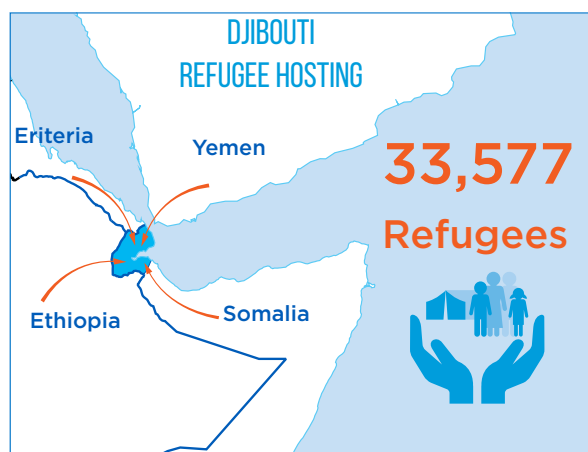 DJIBOUTI
REFUGEE HOSTING
Eriteria
Yemen
33,577
Refugees
Ethiopia
Somalia